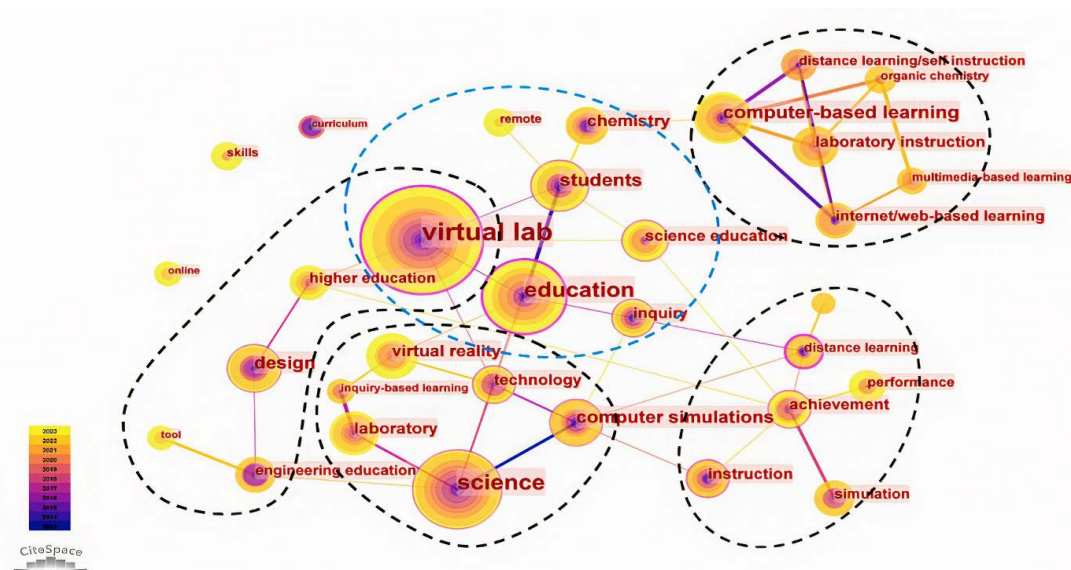 distance learning/self instruction
organic chemistry
computer-based learning
remote
chemistry
curriculum
laboratory instruction
skills
students
multimedia-based learning
internet/web-based learning
virtual lab
science education
online
higher education
education
inquiry
virtual reality
distance learning
design
technology
inquiry-based learning
performance
achievement
computer simulations
laboratory
tool
engineering education
instruction
science
simulation
2023
2022
2021
2020
2019
2018
2017
2016
2015
2014
CiteSpace